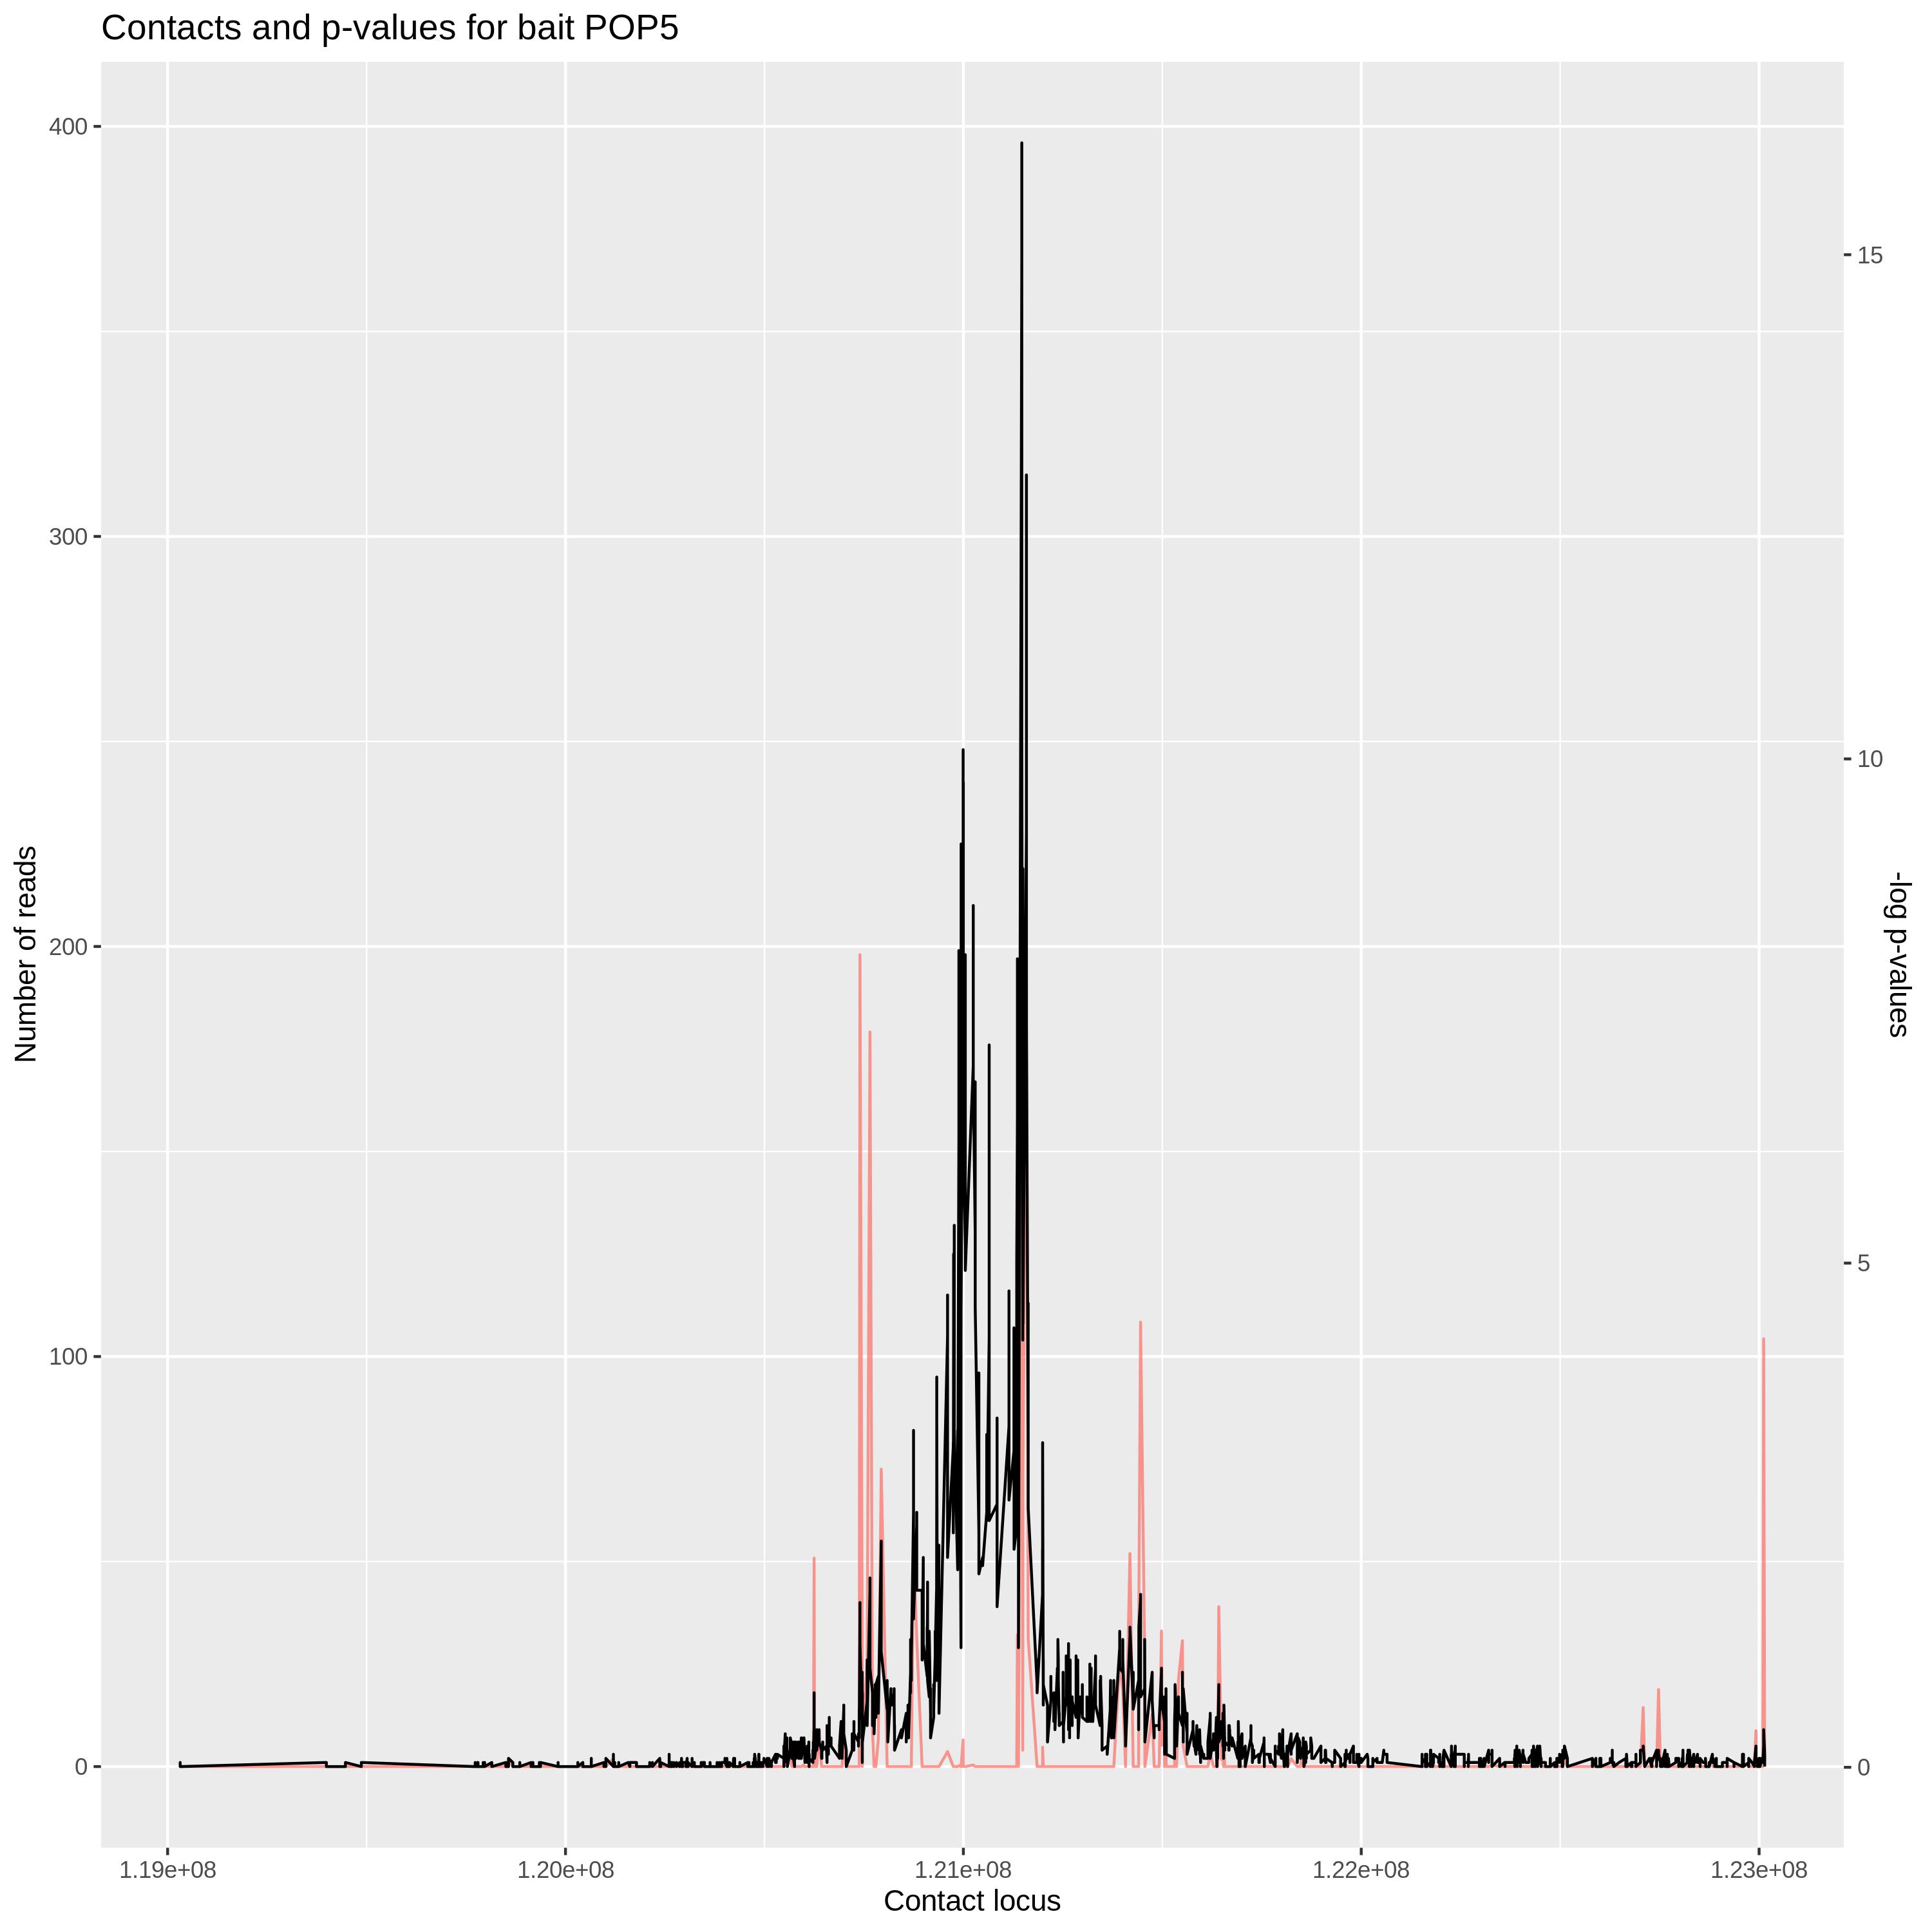 Contacts and p-values for bait POP5
400
300
200
100
0
Number of reads
15
10
5
0
-log p-values
1.19e+08
1.20e+08
1.21e+08
1.22e+08
1.23e+08
Contact locus